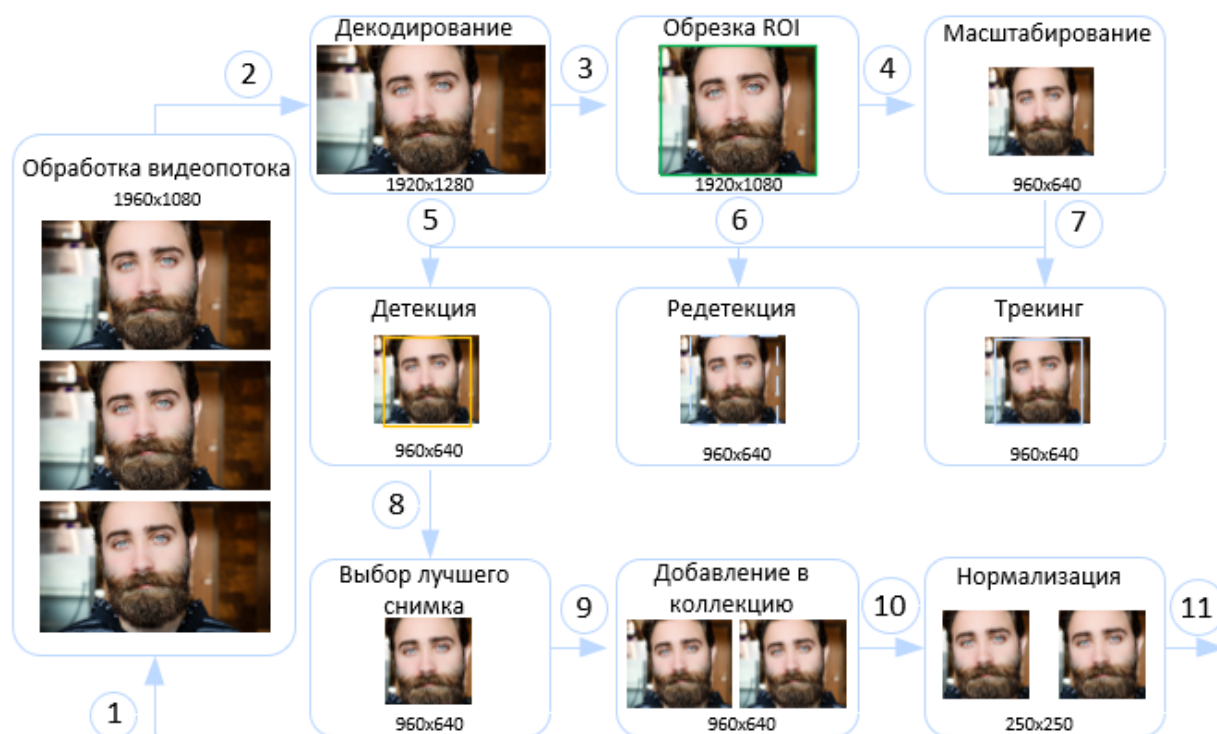 Декодирование
Обрезка ROI
Масштабирование
2
3
4
Обработка видеопотока
1960x1080
1920x1280
1920x1080
960x640
5
6
7
Детекция
Редетекция
Трекинг
960x640
960x640
960x640
8
Выбор лучшего
снимка
Добавление в
коллекцию
Нормализация
9
10
11
1
960x640
960x640
250x250